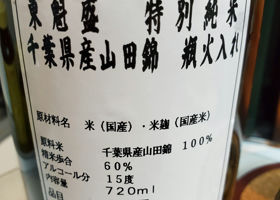 東魁盛 特別純米
千葉県産山田錦 瓶火入れ
原材料名 米(国産)・米麹(国産米)
原料米 千葉県産山田錦 100%
精米歩合 60%
アルコール分 15度
内容量 720ml
品目